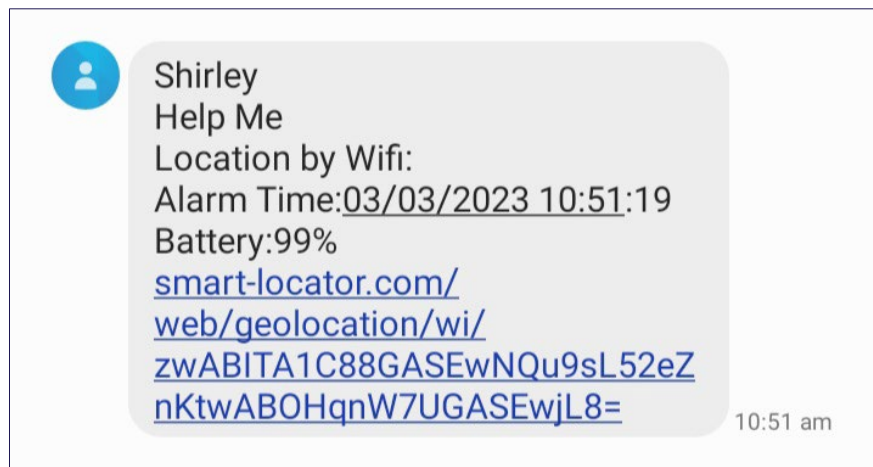 Shirley
Help Me
Location by Wifi:
Alarm Time:03/03/2023 10:51:19
Battery:99%
smart-locator.com/
web/geolocation/wi/
zwABITA1C88GASEwNQu9sL52eZ
nKtwABOHqnW7UGASEwjL8=
10:51 am